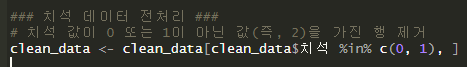 ### 치석 데이터 전처리 ###
# 치석 값이 0 또는 1이 아닌 값(즉, 2)을 가진 행 제거
clean_data <- clean_data[clean_data$치석 %in% c(0, 1), ]